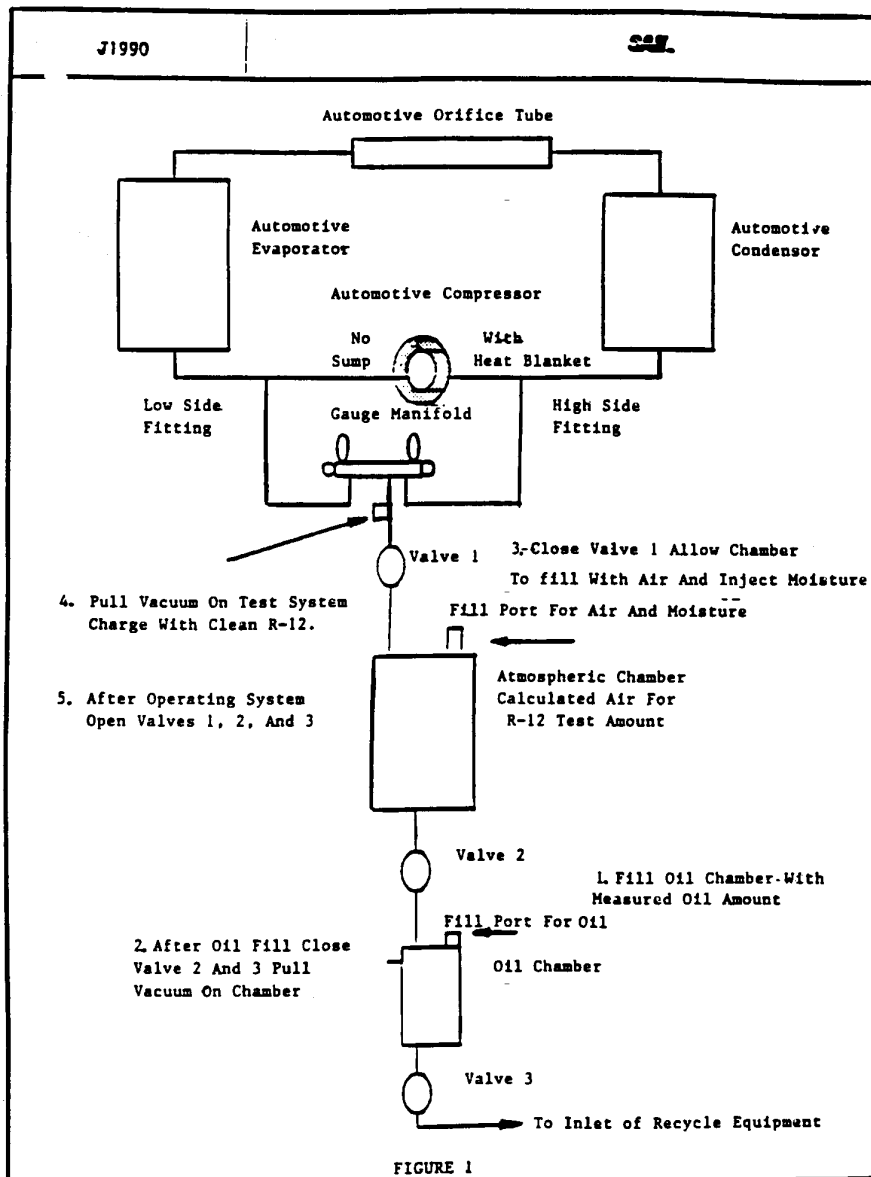 J1990
SAE.
Automotive Orifice Tube
Automotive
Evaporator
Automotive
Condensor
Automotive Compressor
No
Sump
With
Heat Blanket
Low Side
Fitting
Gauge Manifold
High Side
Fitting
Valve 1
3.-Close Valve 1 Allow Chamber
To fill With Air And Inject Moisture
4. Pull Vacuum On Test System
Charge With Clean R-12.
Fill Port For Air And Moisture
5. After Operating System
Open Valves 1, 2, And 3
Atmospheric Chamber
Calculated Air For
R-12 Test Amount
Valve 2
1. Fill Oil Chamber-With
Measured Oil Amount
Fill Port For Oil
2. After Oil Fill Close
Valve 2 And 3 Pull
Vacuum On Chamber
Oil Chamber
Valve 3
To Inlet of Recycle Equipment
FIGURE 1